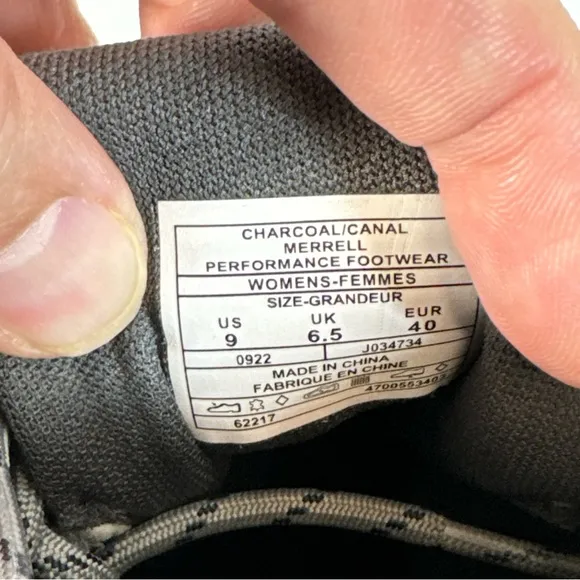 CHARCOAL/CANAL
MERRELL
PERFORMANCE FOOTWEAR
WOMENS-FEMMES
SIZE-GRANDEUR
US UK EUR
9 6.5 40
0922 J034734
MADE IN CHINA
FABRIQUE EN CHINE
62217